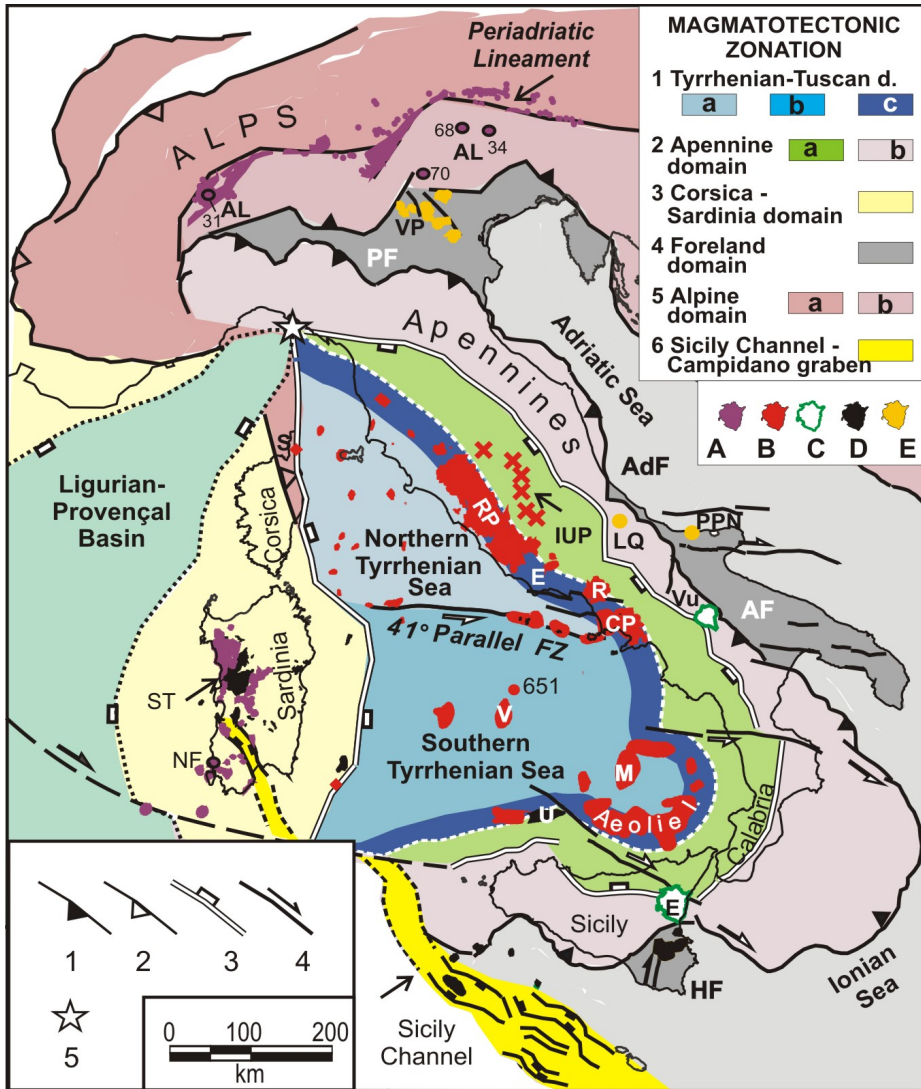 Periadriatic
Lineament
ALPS
68
34
AL
70
31
AL
VP
PF
Apennines
Adriatic Sea
MAGMATOTECTONIC
ZONATION
1 Tyrrhenian-Tuscan d.
a b c
2 Apennine
domain
a b
3 Corsica -
Sardinia domain
4 Foreland
domain
5 Alpine
domain
a b
6 Sicily Channel -
Campidano graben
A B C D E
Ligurian-
Provençal
Basin
Corsica
Northern
Tyrrhenian
Sea
RP
E
IUP
AdF
LQ
PPN
R
Vu
AF
CP
41° Parallel FZ
Sardinia
ST
NF
651
V
Southern
Tyrrhenian Sea
M
Aeolie I.
U
Calabria
E
Sicily
HF
Ionian
Sea
Sicily
Channel
1 2 3 4
5
0 100 200
km